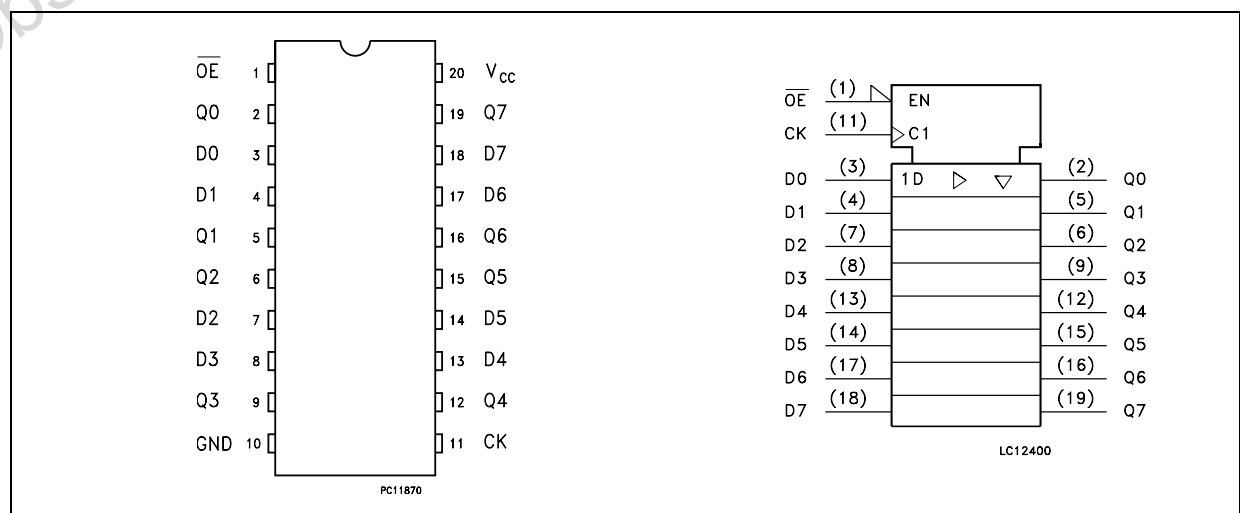 OE 1 20 VCC
Q0 2 19 Q7
D0 3 18 D7
D1 4 17 D6
Q1 5 16 Q6
Q2 6 15 Q5
D2 7 14 D5
D3 8 13 D4
Q3 9 12 Q4
GND 10 11 CK
PC11870
OE (1) EN
CK (11) C1
D0 (3) 1D (2) Q0
D1 (4) (5) Q1
D2 (7) (6) Q2
D3 (8) (9) Q3
D4 (13) (12) Q4
D5 (14) (15) Q5
D6 (17) (16) Q6
D7 (18) (19) Q7
LC12400